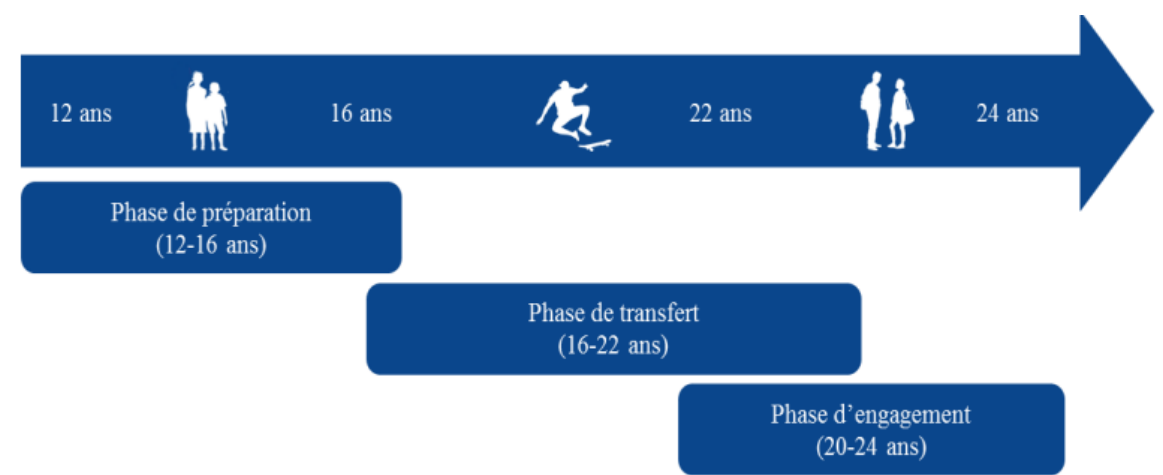 12 ans 16 ans 22 ans 24 ans
Phase de préparation
(12-16 ans)
Phase de transfert
(16-22 ans)
Phase d’engagement
(20-24 ans)